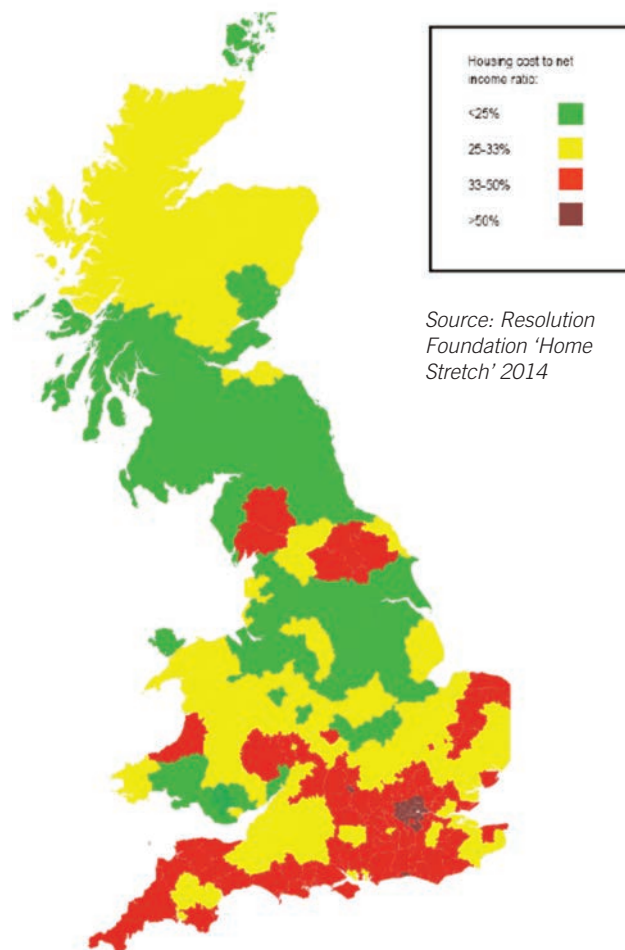 Housing cost to net
income ratio:
<25%
25-33%
33-50%
>50%
Source: Resolution
Foundation ‘Home
Stretch’ 2014